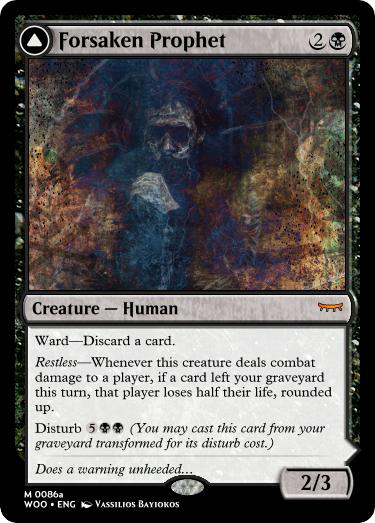 Forsaken Prophet 2
Creature — Human
Ward—Discard a card.
Restless—Whenever this creature deals combat
damage to a player, if a card left your graveyard
this turn, that player loses half their life, rounded
up.
Disturb 5 (You may cast this card from your
graveyard transformed for its disturb cost.)
Does a warning unheeded...
2/3
M 0086a
WOO • ENG Vassilios Bayiokos